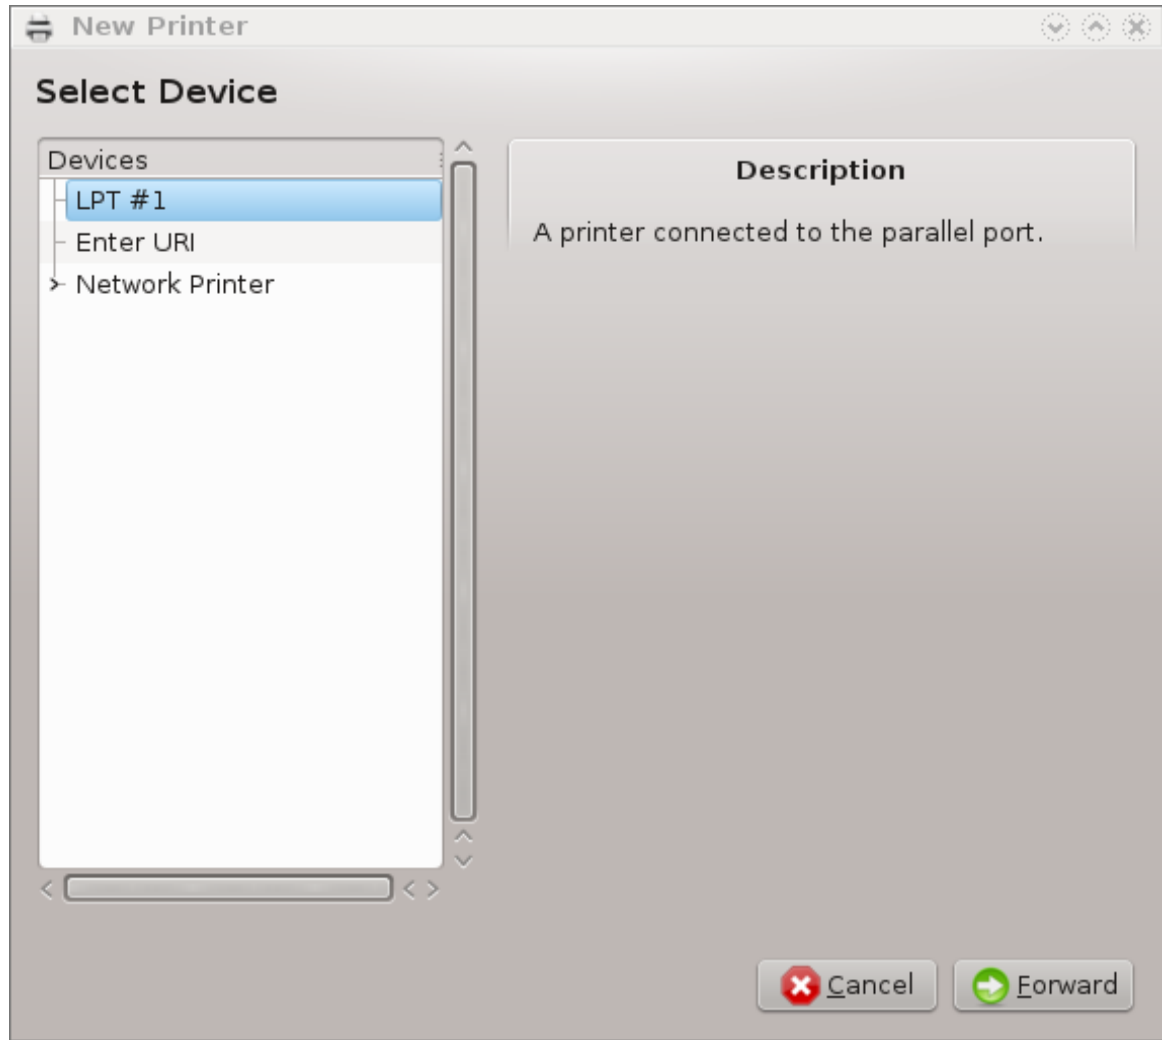 New Printer
Select Device
Devices
LPT #1
Enter URI
Network Printer
Description
A printer connected to the parallel port.
Cancel
Forward